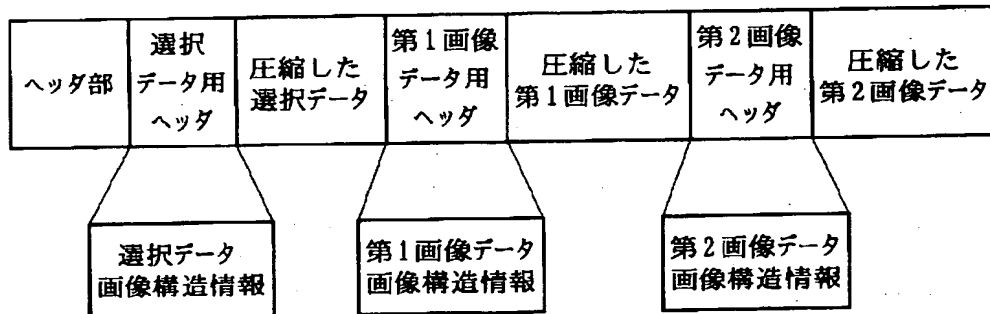 ヘッダ部
選択
データ用
ヘッダ
圧縮した
選択データ
第1画像
データ用
ヘッダ
圧縮した
第1画像データ
第2画像
データ用
ヘッダ
圧縮した
第2画像データ
選択データ
画像構造情報
第1画像データ
画像構造情報
第2画像データ
画像構造情報